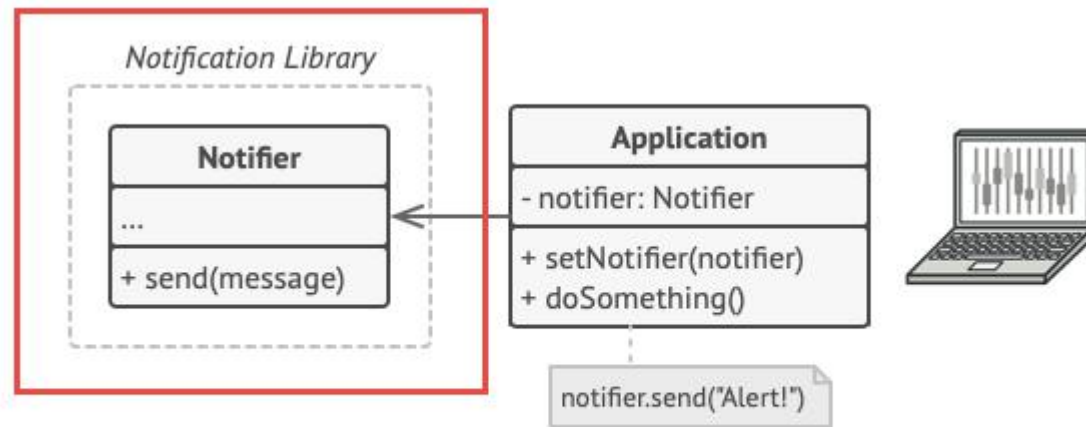 Notification Library
Notifier
...
+ send(message)
Application
- notifier: Notifier
+ setNotifier(notifier)
+ doSomething()
notifier.send("Alert!")